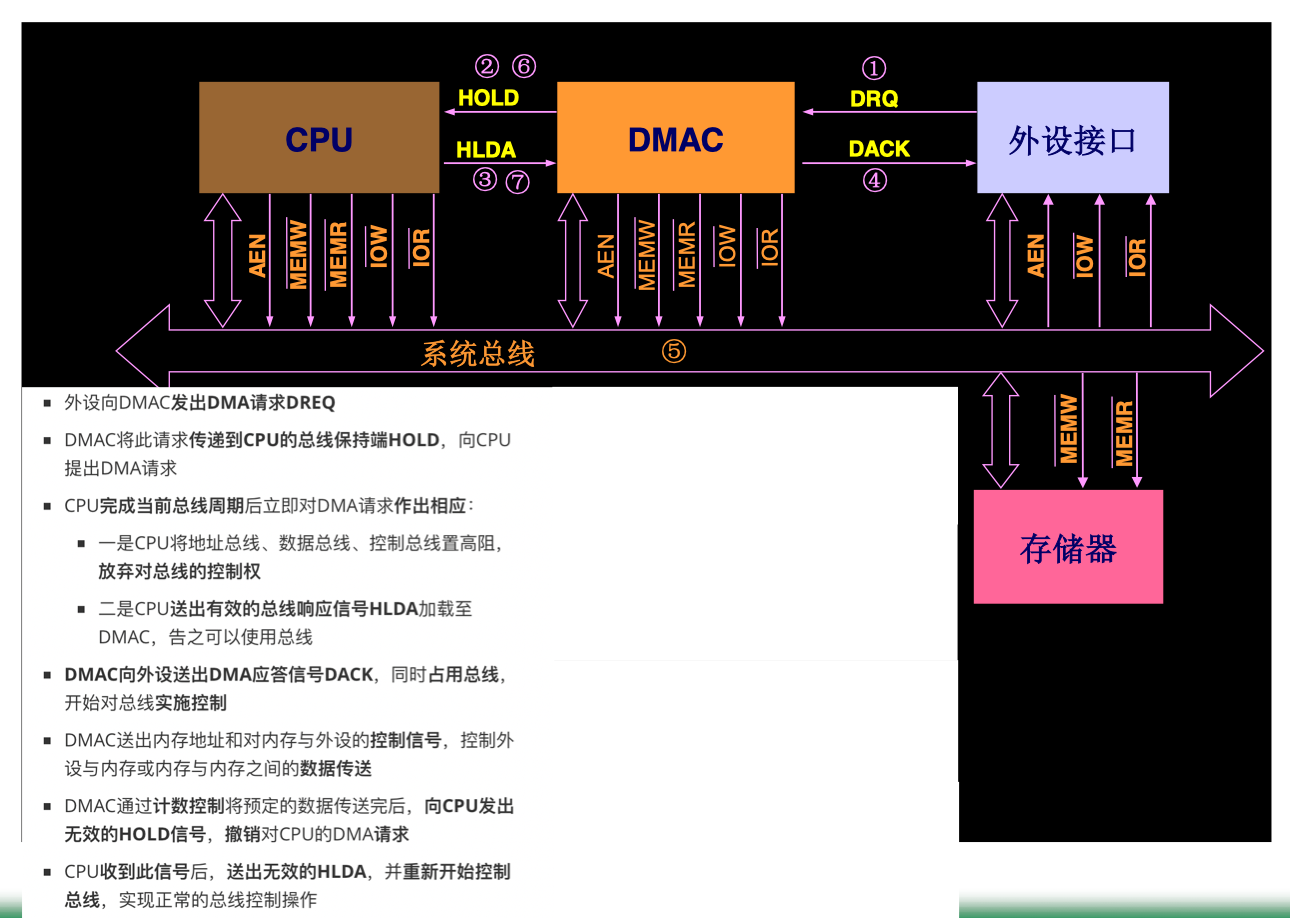 ② ⑥
①
HOLD
DRQ
CPU
DMAC
外设接口
HLDA
DACK
③ ⑦
④
AEN
MEMW
MEMR
IOW
IOR
AEN
MEMW
MEMR
IOW
IOR
AEN
IOW
IOR
系统总线
⑤
MEMW
MEMR
存储器
外设向DMAC发出DMA请求DREQ
DMAC将此请求传递到CPU的总线保持端HOLD，向CPU
提出DMA请求
CPU完成当前总线周期后立即对DMA请求作出相应：
一是CPU将地址总线、数据总线、控制总线置高阻，
放弃对总线的控制权
二是CPU送出有效的总线响应信号HLDA加载至
DMAC，告之可以使用总线
DMAC向外设送出DMA应答信号DACK，同时占用总线，
开始对总线实施控制
DMAC送出内存地址和对内存与外设的控制信号，控制外
设与内存或内存与内存之间的数据传送
DMAC通过计数控制将预定的数据传送完后，向CPU发出
无效的HOLD信号，撤销对CPU的DMA请求
CPU收到此信号后，送出无效的HLDA，并重新开始控制
总线，实现正常的总线控制操作